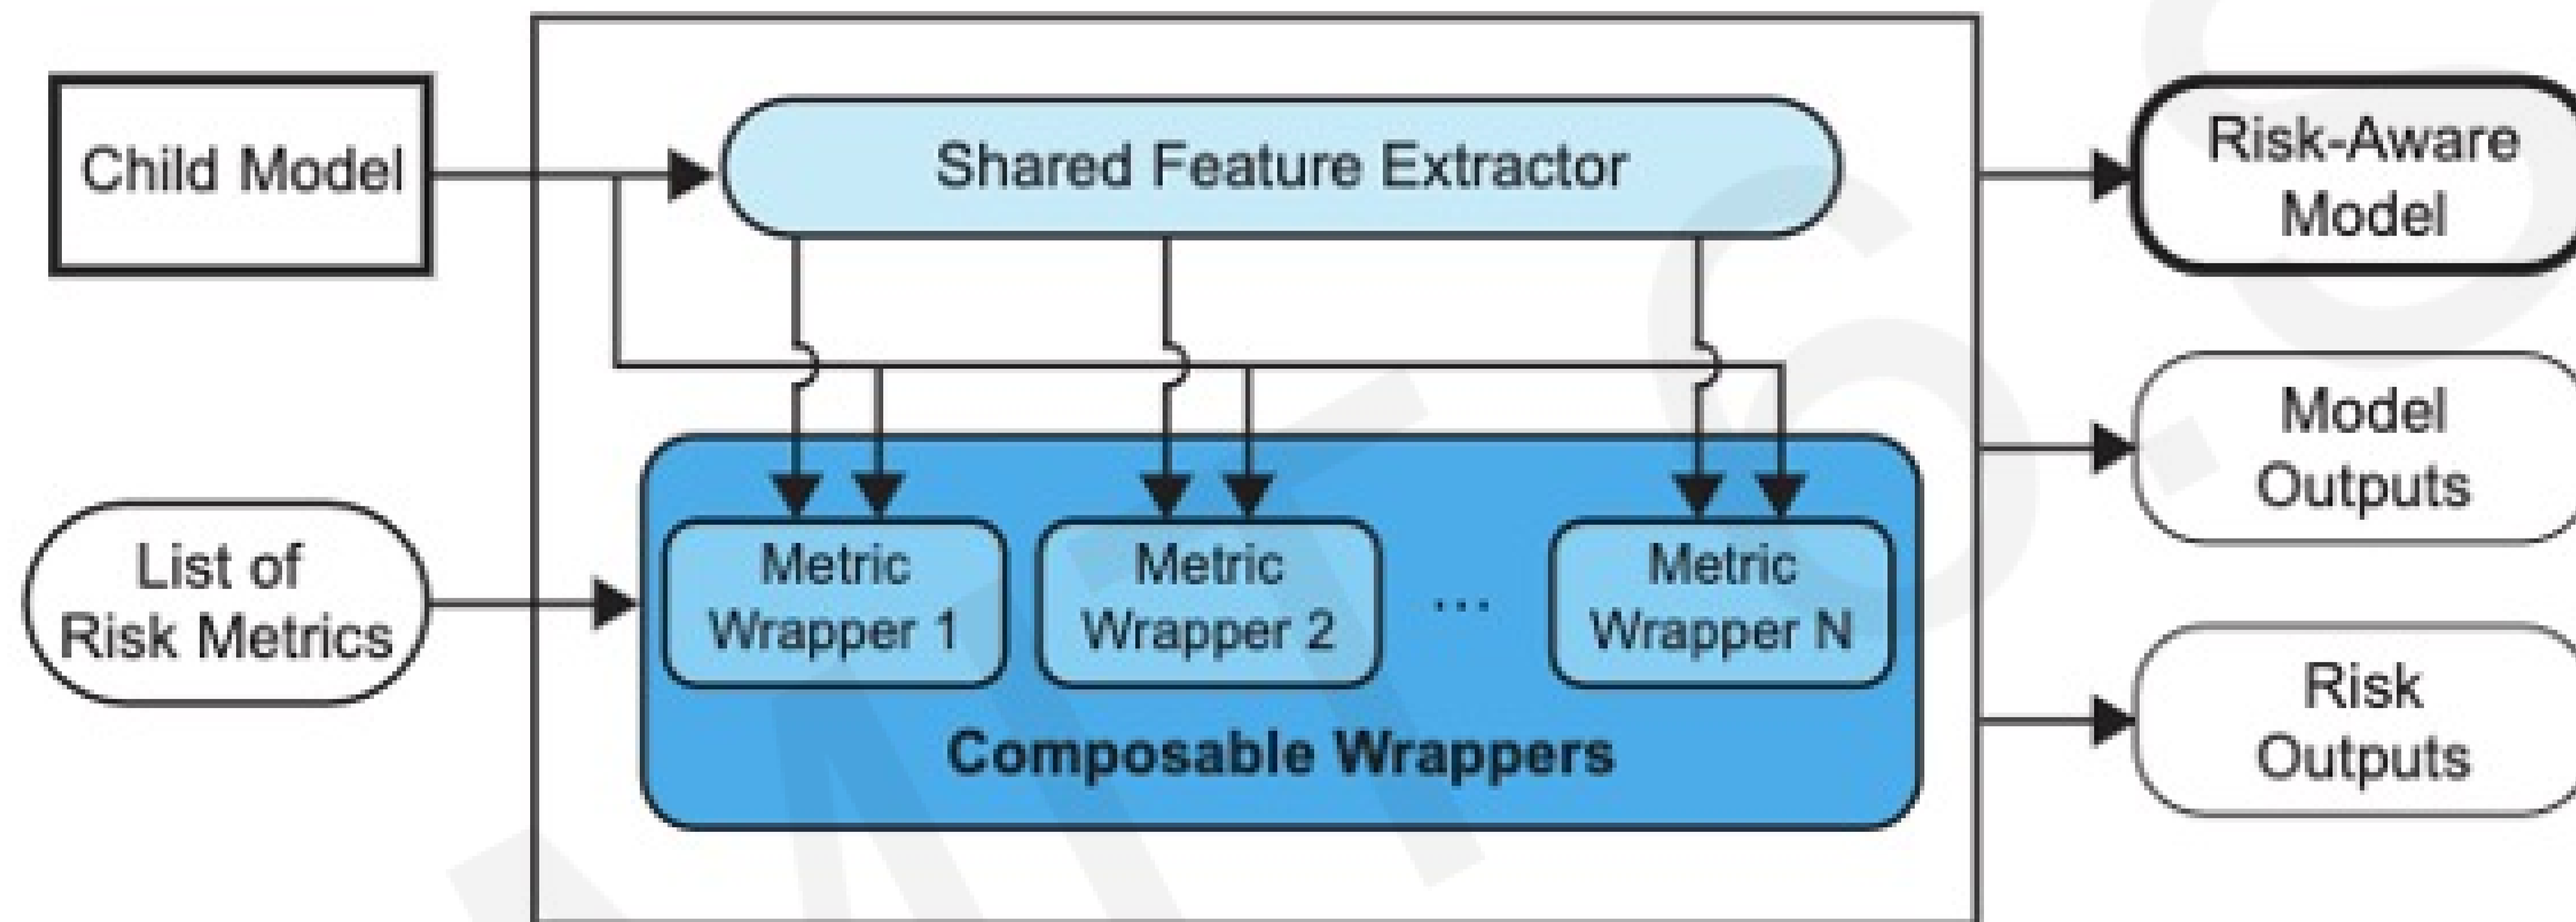 Child Model
Shared Feature Extractor
Risk-Aware
Model
Model
Outputs
List of
Risk Metrics
Metric
Wrapper 1
Metric
Wrapper 2
...
Metric
Wrapper N
Composable Wrappers
Risk
Outputs